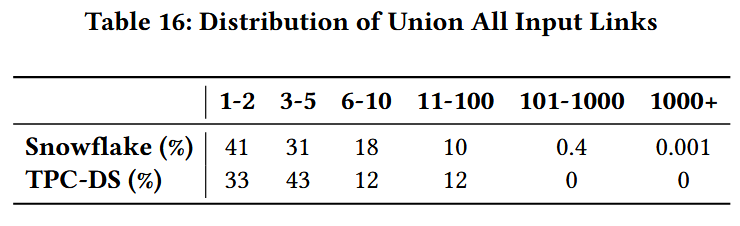 Table 16: Distribution of Union All Input Links
1-2 3-5 6-10 11-100 101-1000 1000+
Snowflake (%) 41 31 18 10 0.4 0.001
TPC-DS (%) 33 43 12 12 0 0